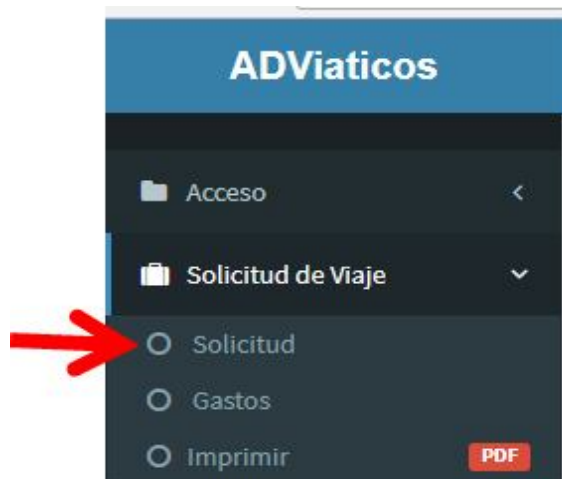 ADViaticos
Acceso
Solicitud de Viaje
Solicitud
Gastos
Imprimir PDF